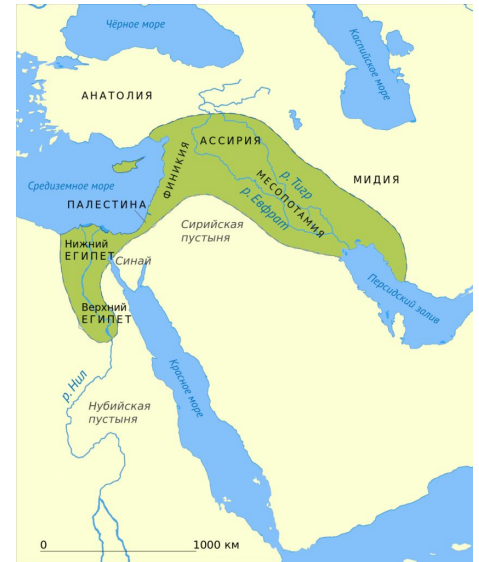 Чёрное море
Каспийское море
АНАТОЛИЯ
АССИРИЯ
ФИНИКИЯ
р. Тигр
МИДИЯ
МЕСОПОТАМИЯ
Средиземное море
р. Евфрат
ПАЛЕСТИНА
Сирийская
пустыня
Нижний
ЕГИПЕТ
Синай
Персидский залив
Верхний
ЕГИПЕТ
Красное море
р. Нил
Нубийская
пустыня
0
1000 км